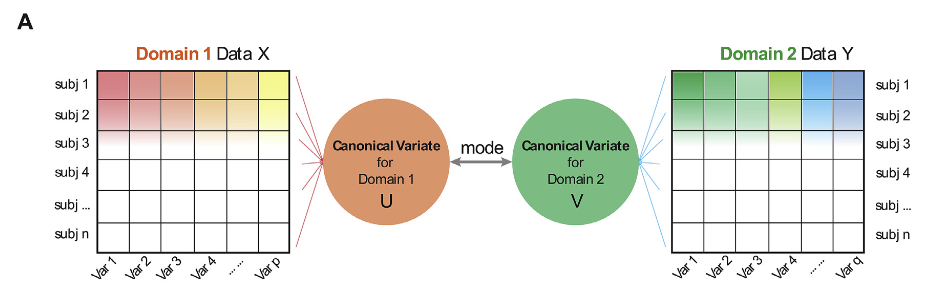 A
Domain 1 Data X
subj 1
subj 2
subj 3
subj 4
subj ...
subj n
Var 1
Var 2
Var 3
Var 4
... ...
Var p
Canonical Variate
for
Domain 1
U
mode
Canonical Variate
for
Domain 2
V
Domain 2 Data Y
subj 1
subj 2
subj 3
subj 4
subj ...
subj n
Var 1
Var 2
Var 3
Var 4
... ...
Var q